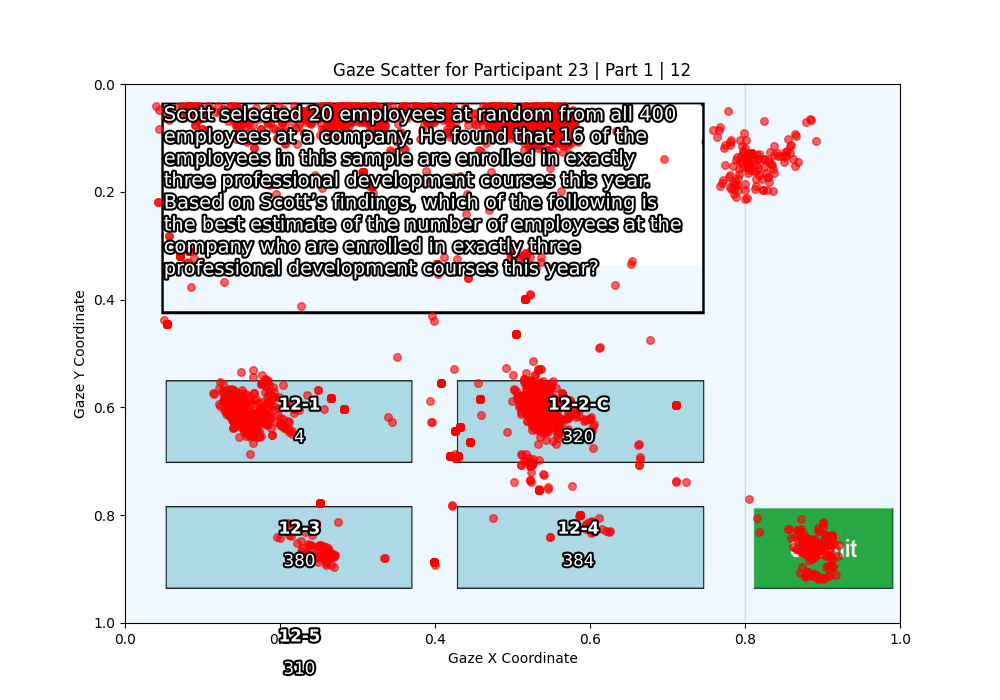 Gaze Scatter for Participant 23 | Part 1 | 12
0.0
0.2
0.4
0.6
0.8
1.0
Gaze Y Coordinate
Scott selected 20 employees at random from all 400
employees at a company. He found that 16 of the
employees in this sample are enrolled in exactly
three professional development courses this year.
Based on Scott's findings, which of the following is
the best estimate of the number of employees at the
company who are enrolled in exactly three
professional development courses this year?
12-1
4
12-2-C
320
12-3
380
12-4
384
12-5
310
0.0
0.4
0.6
0.8
1.0
Gaze X Coordinate